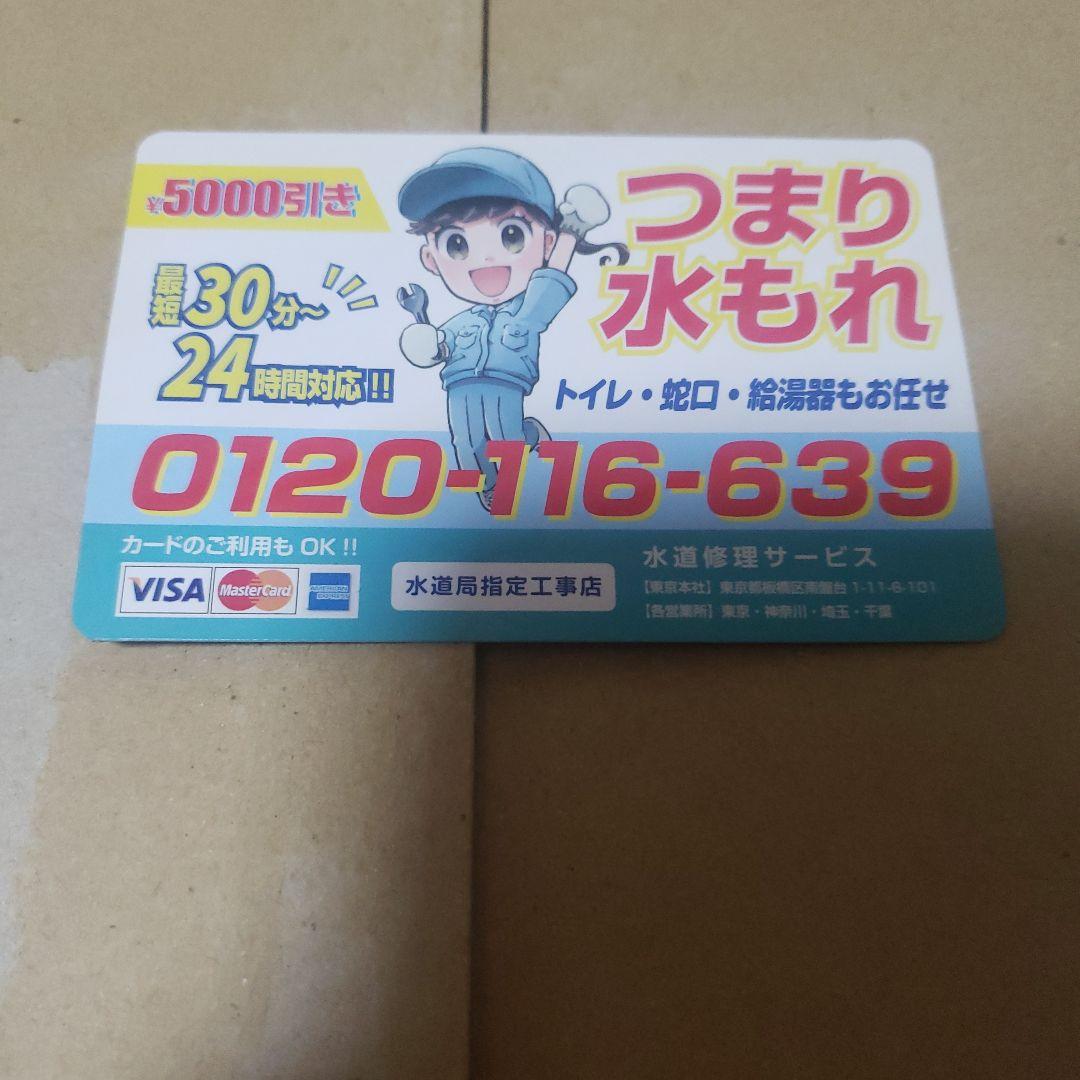 ¥5000引き
つまり
水もれ
最短30分～
24時間対応!!
トイレ・蛇口・給湯器もお任せ
0120-116-639
カードのご利用も OK!!
VISA
MasterCard
AMERICAN EXPRESS
水道局指定工事店
水道修理サービス
【東京本社】東京都板橋区南常盤台 1-11-6-101
【各営業所】東京・神奈川・埼玉・千葉